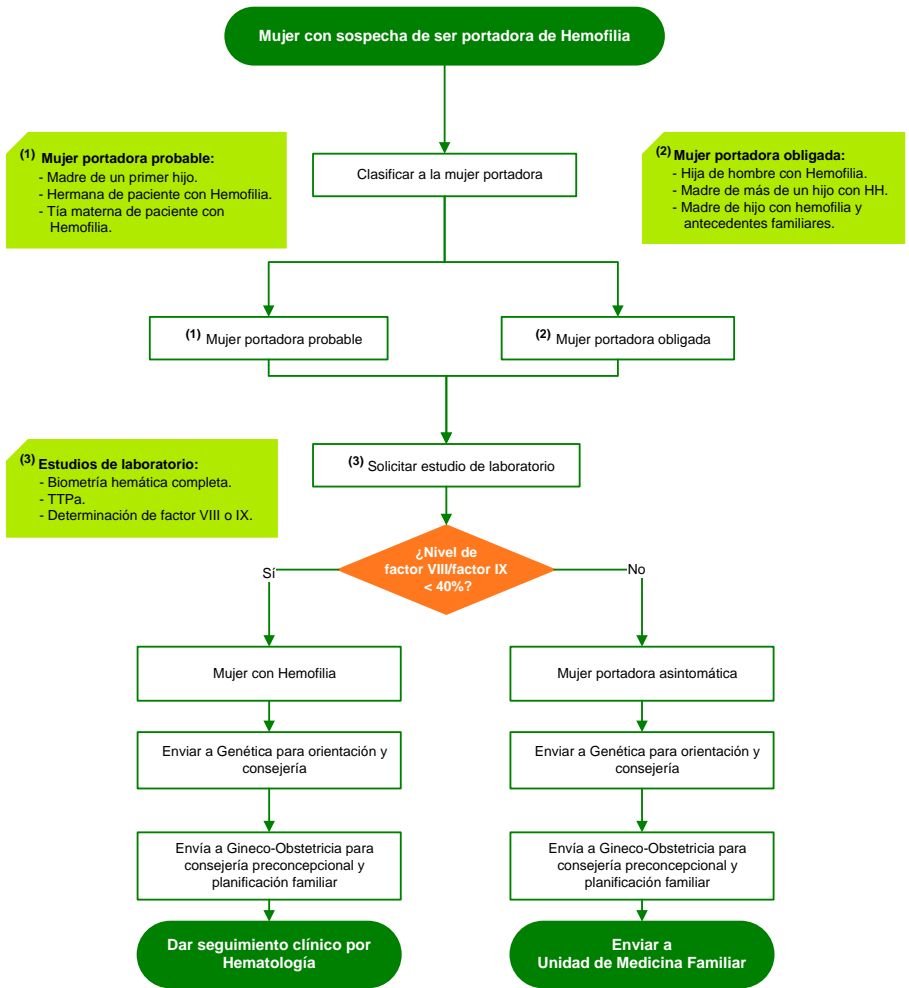 Mujer con sospecha de ser portadora de Hemofilia
(1) Mujer portadora probable:
- Madre de un primer hijo.
- Hermana de paciente con Hemofilia.
- Tía materna de paciente con
Hemofilia.
Clasificar a la mujer portadora
(2) Mujer portadora obligada:
- Hija de hombre con Hemofilia.
- Madre de más de un hijo con HH.
- Madre de hijo con hemofilia y
antecedentes familiares.
(1) Mujer portadora probable
(2) Mujer portadora obligada
(3) Estudios de laboratorio:
- Biometría hemática completa.
- TTPa.
- Determinación de factor VIII o IX.
(3) Solicitar estudio de laboratorio
¿Nivel de
factor VIII/factor IX
< 40%?
Sí
No
Mujer con Hemofilia
Mujer portadora asintomática
Enviar a Genética para orientación y
consejería
Enviar a Genética para orientación y
consejería
Envía a Gineco-Obstetricia para
consejería preconcepcional y
planificación familiar
Envía a Gineco-Obstetricia para
consejería preconcepcional y
planificación familiar
Dar seguimiento clínico por
Hematología
Enviar a
Unidad de Medicina Familiar